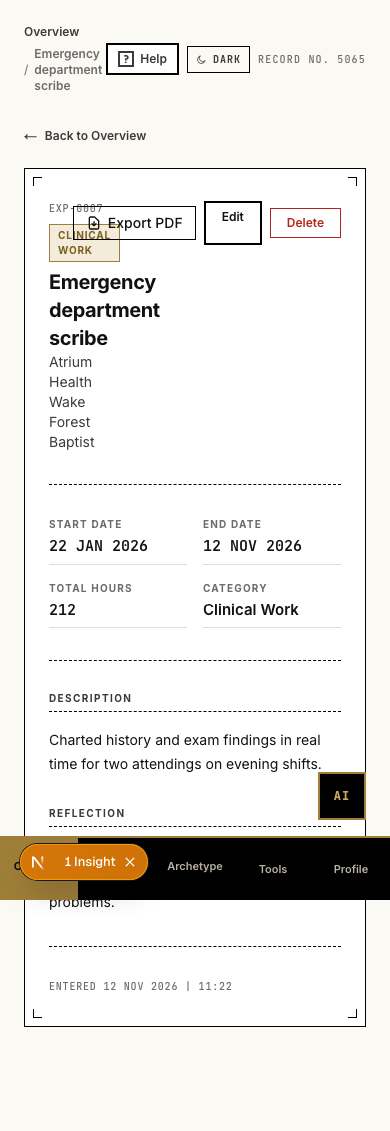 Overview
/ Emergency department scribe
? Help
DARK
RECORD NO. 5065
← Back to Overview
EXP-0007
Export PDF
Edit
Delete
CLINICAL
WORK
Emergency
department
scribe
Atrium
Health
Wake
Forest
Baptist
START DATE
END DATE
22 JAN 2026
12 NOV 2026
TOTAL HOURS
CATEGORY
212
Clinical Work
DESCRIPTION
Charted history and exam findings in real
time for two attendings on evening shifts.
AI
REFLECTION
1 Insight
Archetype
Tools
Profile
problems.
ENTERED 12 NOV 2026 | 11:22